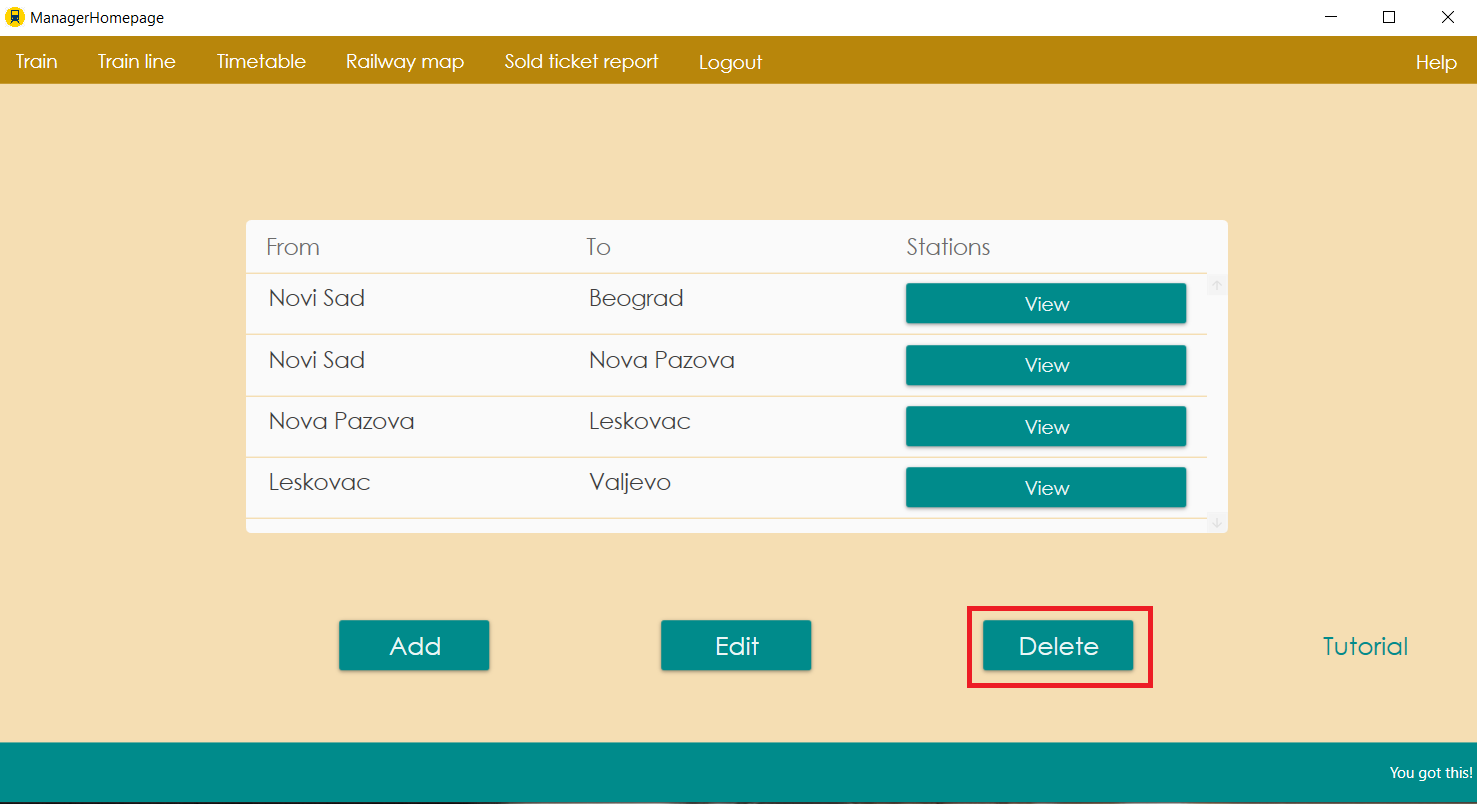 ManagerHomepage
Train Train line Timetable Railway map Sold ticket report Logout Help
From To Stations
Novi Sad Beograd View
Novi Sad Nova Pazova View
Nova Pazova Leskovac View
Leskovac Valjevo View
Add Edit Delete Tutorial
You got this!